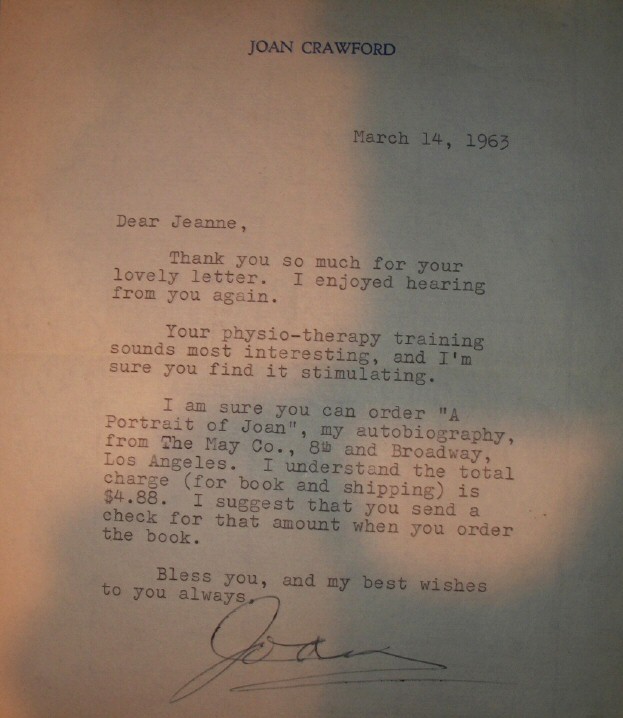 JOAN CRAWFORD
March 14, 1963
Dear Jeanne,
Thank you so much for your
lovely letter. I enjoyed hearing
from you again.
Your physio-therapy training
sounds most interesting, and I'm
sure you find it stimulating.
I am sure you can order "A
Portrait of Joan", my autobiography,
from The May Co., 8th and Broadway,
Los Angeles. I understand the total
charge (for book and shipping) is
$4.88. I suggest that you send a
check for that amount when you order
the book.
Bless you, and my best wishes
to you always.
Joan